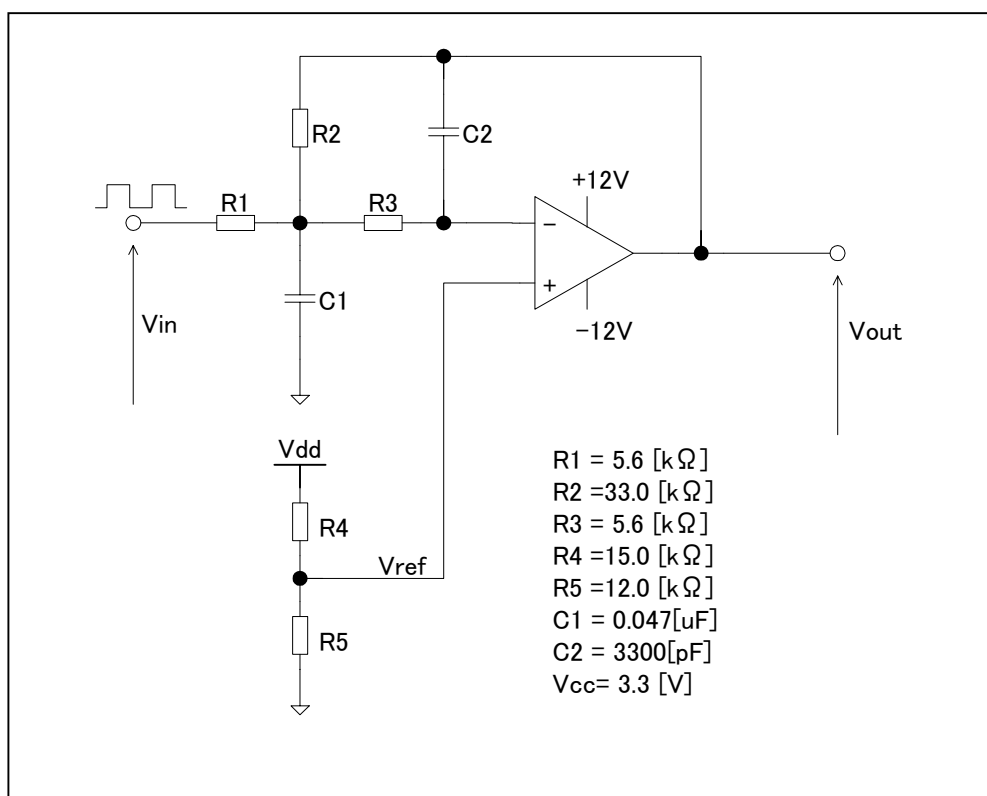 R2
C2
+12V
R1
R3
−
+
C1
−12V
Vin
Vout
Vdd
R4
Vref
R5
R1 = 5.6 [kΩ]
R2 =33.0 [kΩ]
R3 = 5.6 [kΩ]
R4 =15.0 [kΩ]
R5 =12.0 [kΩ]
C1 = 0.047[uF]
C2 = 3300[pF]
Vcc= 3.3 [V]